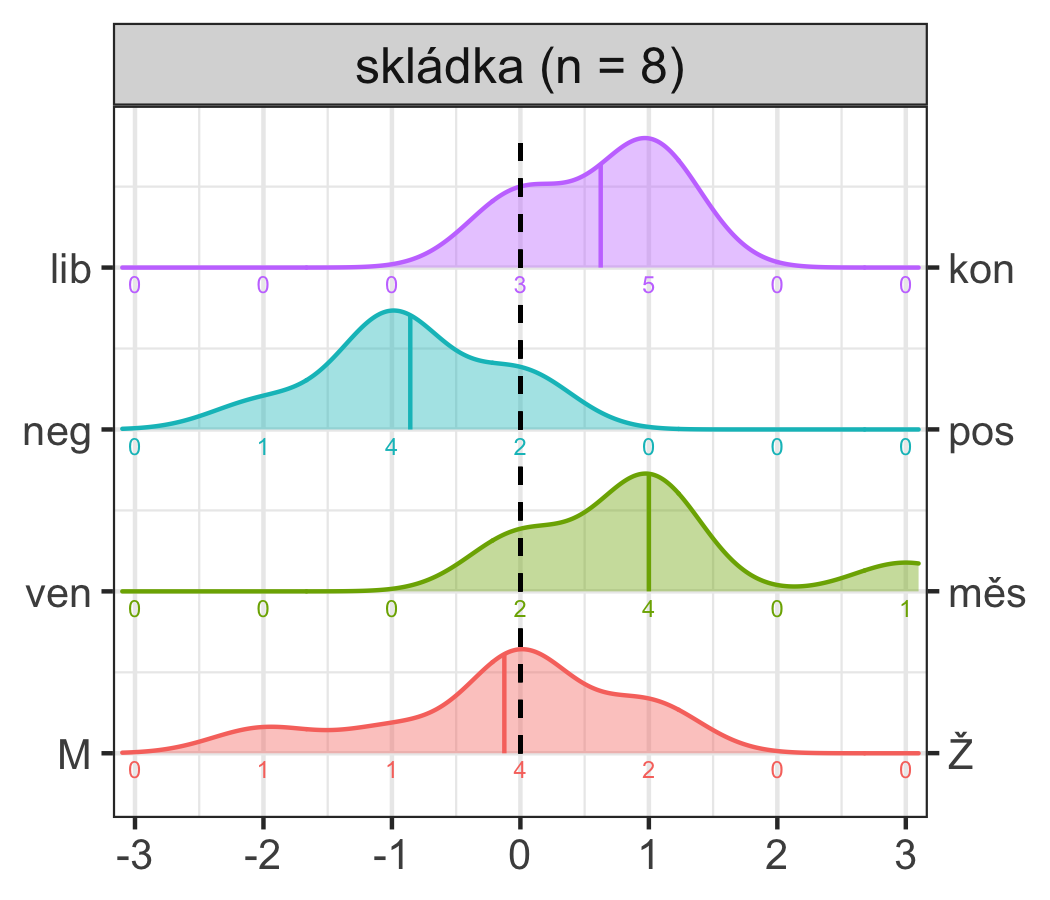 skládka (n = 8)
lib kon
0 0 0 3 5 0 0
neg pos
0 1 4 2 0 0 0
ven měs
0 0 0 2 4 0 1
M Ž
0 1 1 4 2 0 0
-3 -2 -1 0 1 2 3